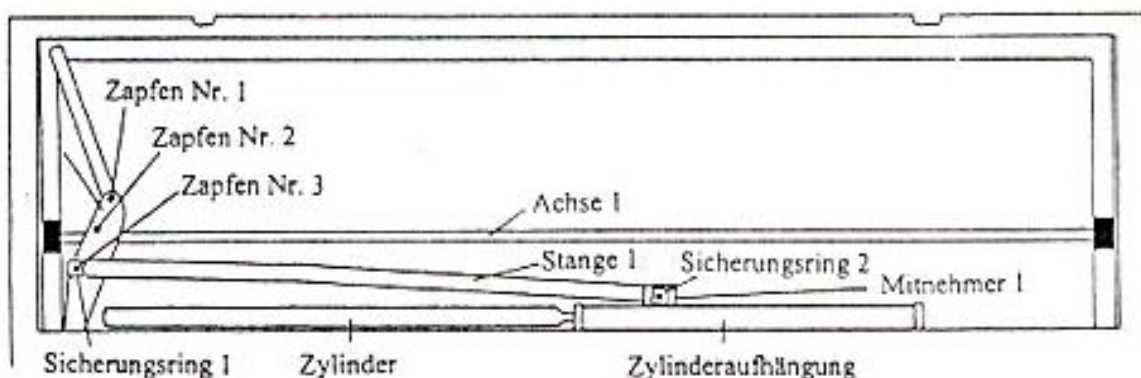 Zapfen Nr. 1
Zapfen Nr. 2
Zapfen Nr. 3
Achse 1
Stange 1
Sicherungsring 2
Mitnehmer 1
Sicherungsring 1
Zylinder
Zylinderaufhängung